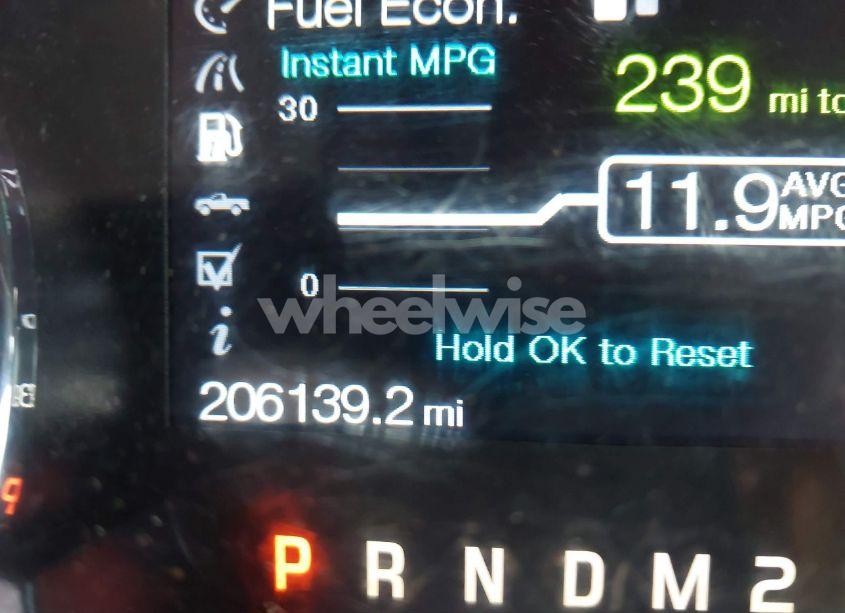 Fuel Econ.
Instant MPG
30
239 mi to
11.9 AVG
MPG
0
wheelwise
Hold OK to Reset
206139.2 mi
P R N D M 2